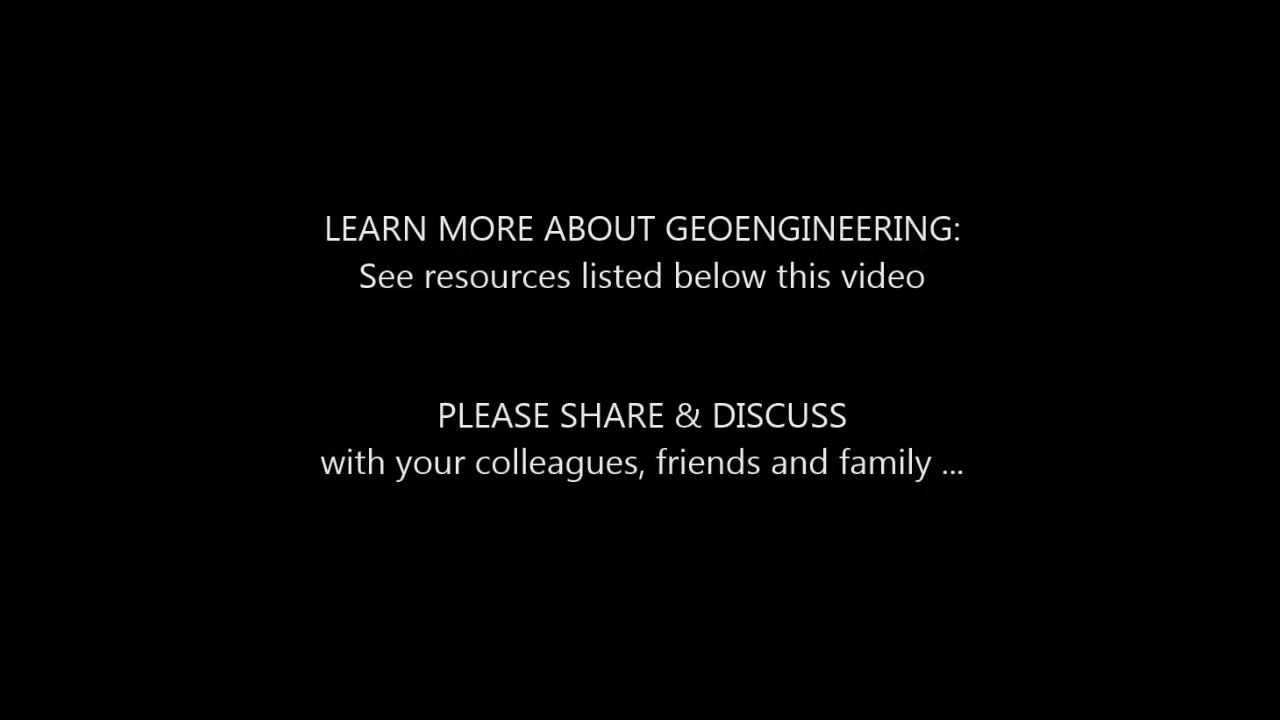 LEARN MORE ABOUT GEOENGINEERING:
See resources listed below this video
PLEASE SHARE & DISCUSS
with your colleagues, friends and family ...